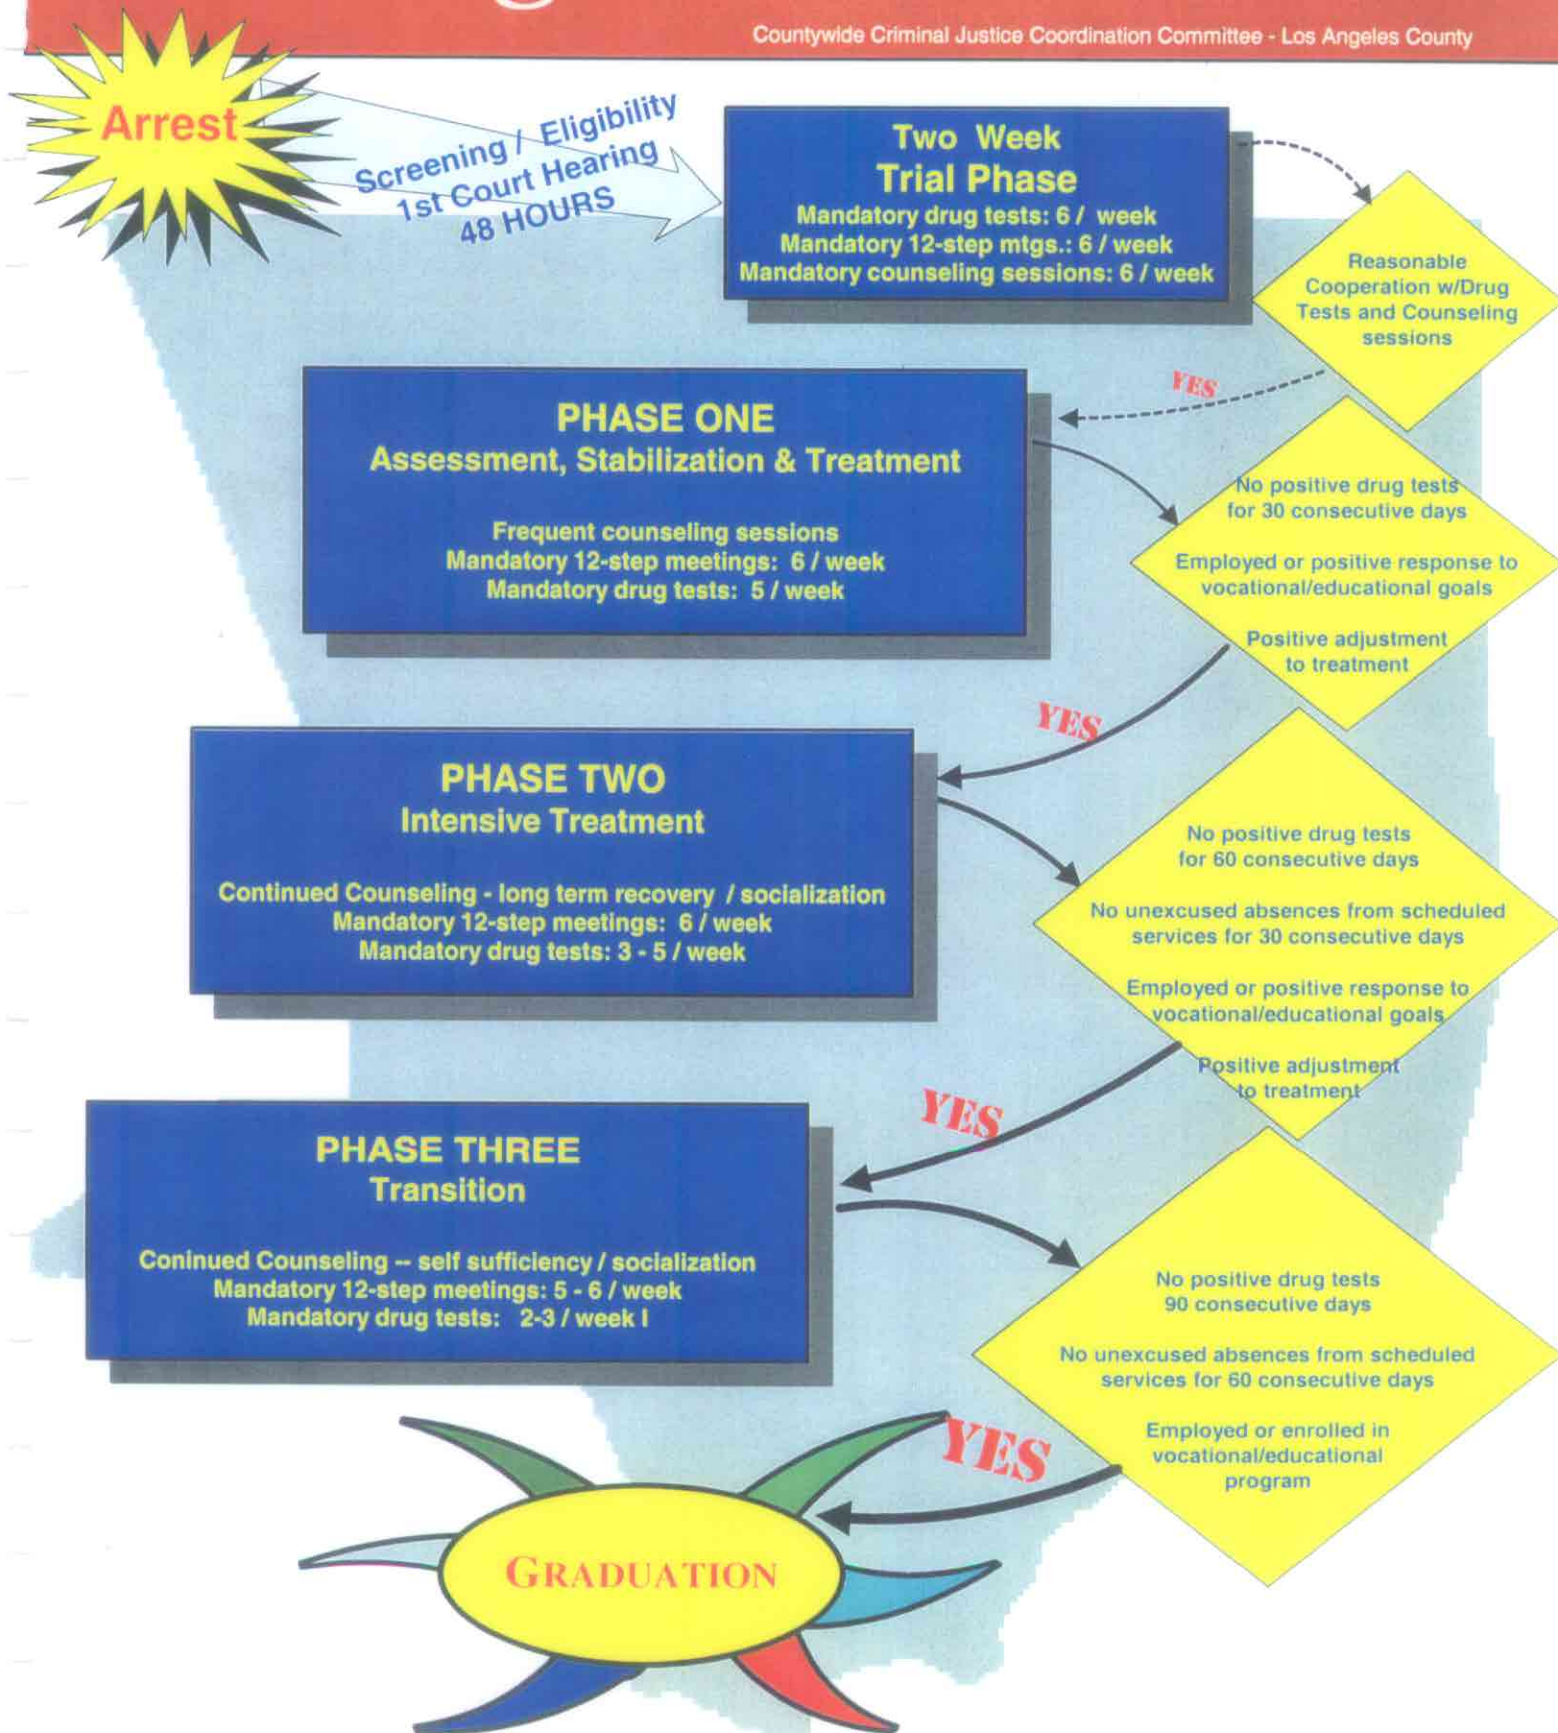 Countywide Criminal Justice Coordination Committee - Los Angeles County
Arrest
Screening / Eligibility
1st Court Hearing
48 HOURS
Two Week
Trial Phase
Mandatory drug tests: 6 / week
Mandatory 12-step mtgs.: 6 / week
Mandatory counseling sessions: 6 / week
Reasonable
Cooperation w/Drug
Tests and Counseling
sessions
YES
PHASE ONE
Assessment, Stabilization & Treatment
Frequent counseling sessions
Mandatory 12-step meetings: 6 / week
Mandatory drug tests: 5 / week
No positive drug tests
for 30 consecutive days
Employed or positive response to
vocational/educational goals
Positive adjustment
to treatment
YES
PHASE TWO
Intensive Treatment
Continued Counseling - long term recovery / socialization
Mandatory 12-step meetings: 6 / week
Mandatory drug tests: 3 - 5 / week
No positive drug tests
for 60 consecutive days
No unexcused absences from scheduled
services for 30 consecutive days
Employed or positive response to
vocational/educational goals
Positive adjustment
to treatment
YES
PHASE THREE
Transition
Coninued Counseling -- self sufficiency / socialization
Mandatory 12-step meetings: 5 - 6 / week
Mandatory drug tests: 2-3 / week I
No positive drug tests
90 consecutive days
No unexcused absences from scheduled
services for 60 consecutive days
Employed or enrolled in
vocational/educational
program
YES
GRADUATION